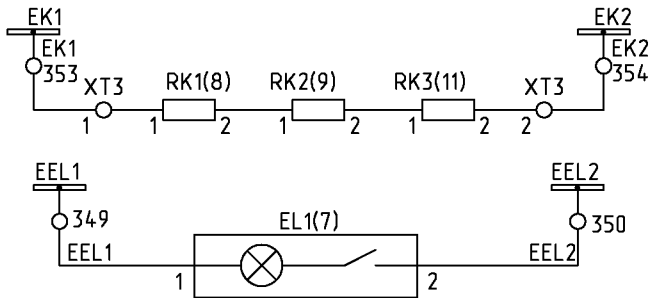 EK1 EK2
EK1 EK2
353 354
XT3 RK1(8) RK2(9) RK3(11) XT3
1 1 2 1 2 1 2 2
EEL1 EEL2
349 EL1(7) 350
EEL1 EEL2
1 2